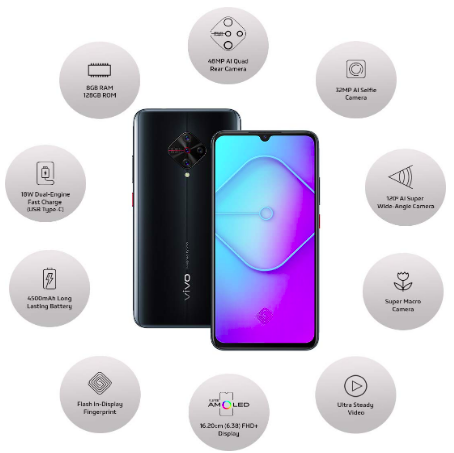 48MP AI Quad
Rear Camera
8GB RAM
128GB ROM
32MP AI Selfie
Camera
18W Dual-Engine
Fast Charge
(USB Type-C)
AI Super
Wide-Angle Camera
4500mAh Long
Lasting Battery
Super Macro
Camera
vivo
Flash In-Display
Fingerprint
SUPER
AMOLED
16.20cm (6.38) FHD+
Display
Ultra Steady
Video